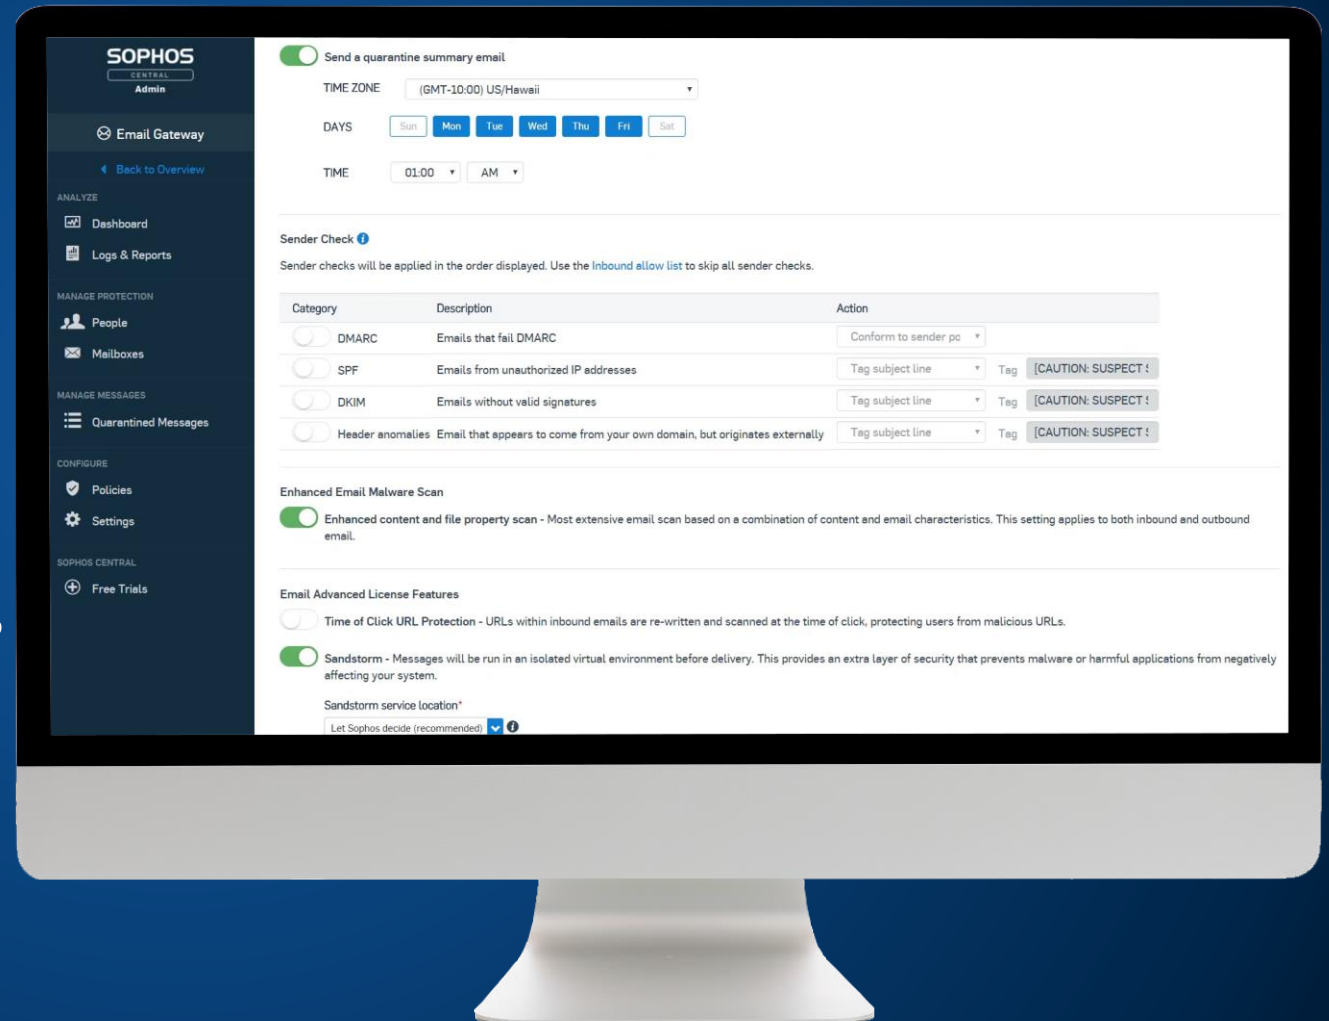 SOPHOS
CENTRAL
Admin
Email Gateway
Back to Overview
ANALYZE
Dashboard
Logs & Reports
MANAGE PROTECTION
People
Mailboxes
MANAGE MESSAGES
Quarantined Messages
CONFIGURE
Policies
Settings
SOPHOS CENTRAL
Free Trials
Send a quarantine summary email
TIME ZONE (GMT-10:00) US/Hawaii
DAYS Sun Mon Tue Wed Thu Fri Sat
TIME 01:00 AM
Sender Check
Sender checks will be applied in the order displayed. Use the Inbound allow list to skip all sender checks.
Category Description Action
DMARC Emails that fail DMARC Conform to sender po
SPF Emails from unauthorized IP addresses Tag subject line Tag [CAUTION: SUSPECT S
DKIM Emails without valid signatures Tag subject line Tag [CAUTION: SUSPECT S
Header anomalies Email that appears to come from your own domain, but originates externally Tag subject line Tag [CAUTION: SUSPECT S
Enhanced Email Malware Scan
Enhanced content and file property scan - Most extensive email scan based on a combination of content and email characteristics. This setting applies to both inbound and outbound
email.
Email Advanced License Features
Time of Click URL Protection - URLs within inbound emails are re-written and scanned at the time of click, protecting users from malicious URLs.
Sandstorm - Messages will be run in an isolated virtual environment before delivery. This provides an extra layer of security that prevents malware or harmful applications from negatively
affecting your system.
Sandstorm service location*
Let Sophos decide (recommended)